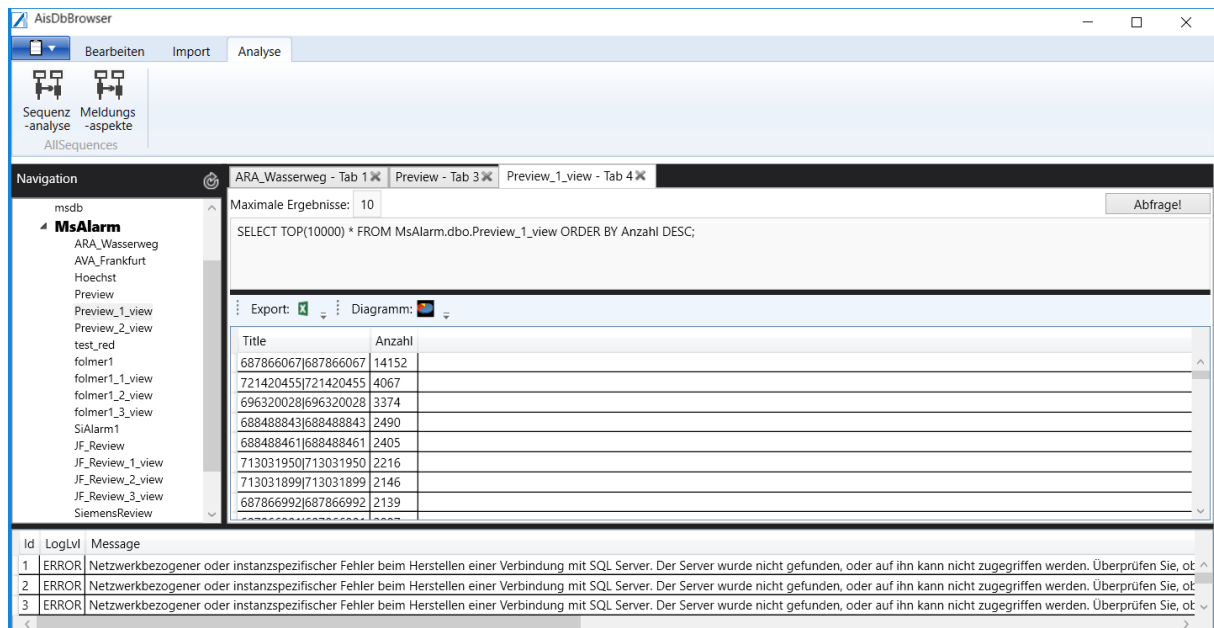 AisDbBrowser
Bearbeiten Import Analyse
Sequenz Meldungs
-analyse -aspekte
AllSequences
Navigation
msdb
MsAlarm
ARA_Wasserweg
AVA_Frankfurt
Hoechst
Preview
Preview_1_view
Preview_2_view
test_red
folmer1
folmer1_1_view
folmer1_2_view
folmer1_3_view
SiAlarm1
JF_Review
JF_Review_1_view
JF_Review_2_view
JF_Review_3_view
SiemensReview
ARA_Wasserweg - Tab 1 Preview - Tab 3 Preview_1_view - Tab 4
Maximale Ergebnisse: 10 Abfrage!
SELECT TOP(10000) * FROM MsAlarm.dbo.Preview_1_view ORDER BY Anzahl DESC;
Export: Diagramm:
Title Anzahl
687866067|687866067 14152
721420455|721420455 4067
696320028|696320028 3374
688488843|688488843 2490
688488461|688488461 2405
713031950|713031950 2216
713031899|713031899 2146
687866992|687866992 2139
Id LogLvl Message
1 ERROR Netzwerkbezogener oder instanzspezifischer Fehler beim Herstellen einer Verbindung mit SQL Server. Der Server wurde nicht gefunden, oder auf ihn kann nicht zugegriffen werden. Überprüfen Sie, ob
2 ERROR Netzwerkbezogener oder instanzspezifischer Fehler beim Herstellen einer Verbindung mit SQL Server. Der Server wurde nicht gefunden, oder auf ihn kann nicht zugegriffen werden. Überprüfen Sie, ob
3 ERROR Netzwerkbezogener oder instanzspezifischer Fehler beim Herstellen einer Verbindung mit SQL Server. Der Server wurde nicht gefunden, oder auf ihn kann nicht zugegriffen werden. Überprüfen Sie, ob